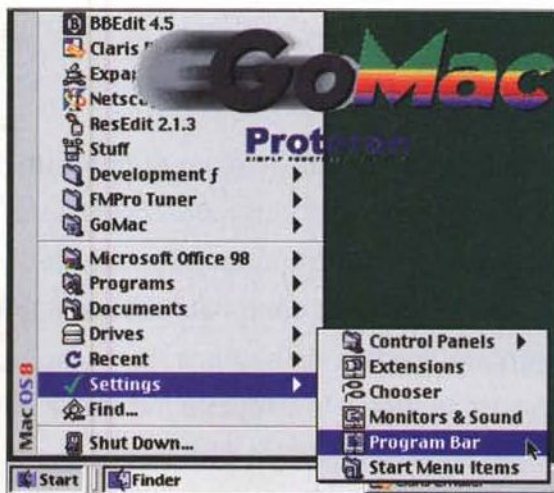 BBEdit 4.5
Claris
Expa
Netsc
ResEdit 2.1.3
Stuff
Development ƒ
FMPro Tuner
GoMac
Microsoft Office 98
Programs
Documents
Drives
Recent
Settings
Find...
Shut Down...
Mac OS 8
GoMac
Proteron
Control Panels
Extensions
Chooser
Monitors & Sound
Program Bar
Start Menu Items
Start
Finder